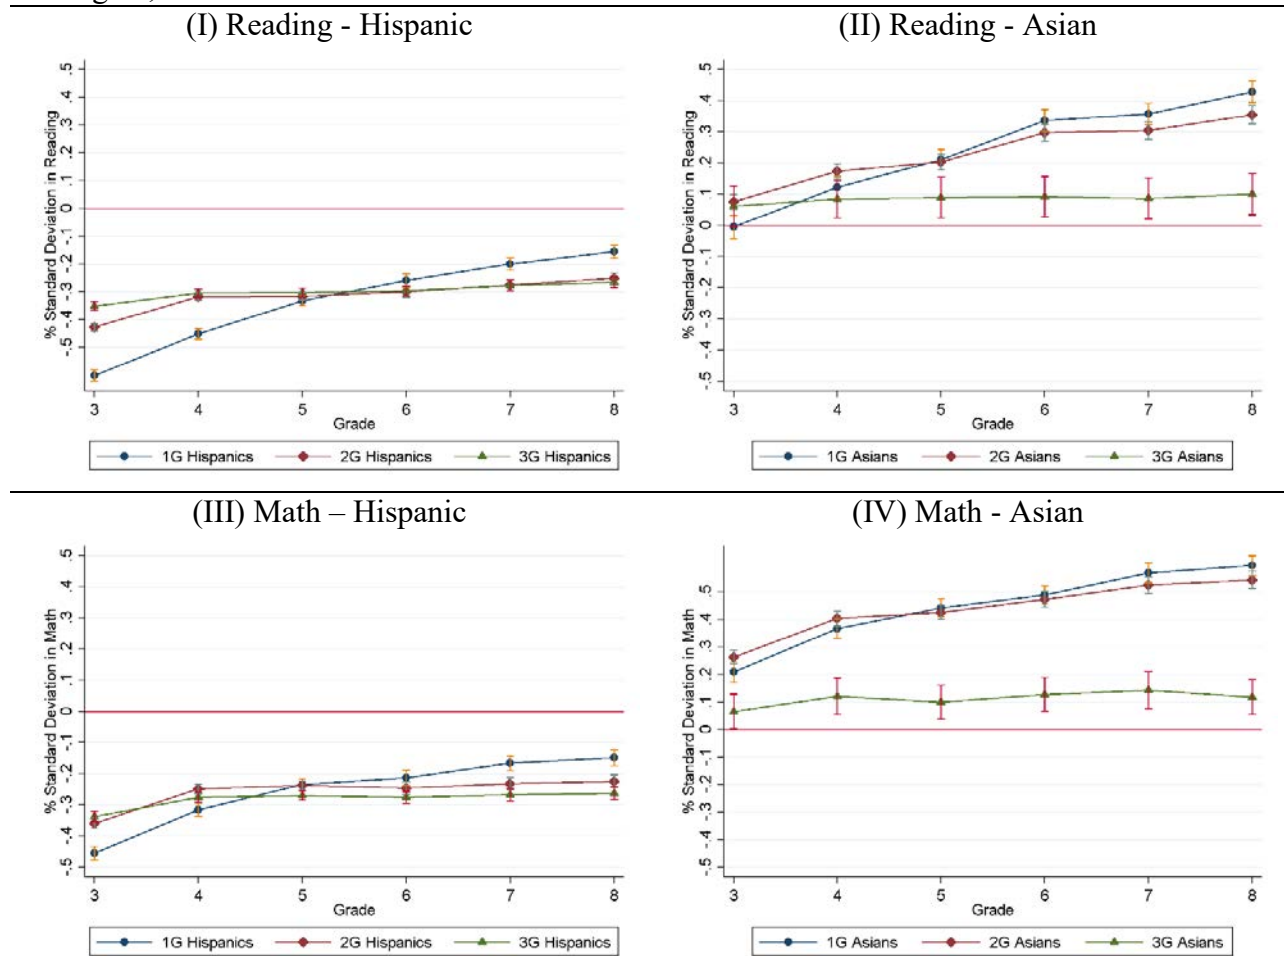 (I) Reading - Hispanic
% Standard Deviation in Reading
.5
.4
.3
.2
.1
0
-.1
-.2
-.3
-.4
-.5
3 4 5 6 7 8
Grade
1G Hispanics 2G Hispanics 3G Hispanics
(II) Reading - Asian
% Standard Deviation in Reading
.5
.4
.3
.2
.1
0
-.1
-.2
-.3
-.4
-.5
3 4 5 6 7 8
Grade
1G Asians 2G Asians 3G Asians
(III) Math – Hispanic
% Standard Deviation in Math
.5
.4
.3
.2
.1
0
-.1
-.2
-.3
-.4
-.5
3 4 5 6 7 8
Grade
1G Hispanics 2G Hispanics 3G Hispanics
(IV) Math - Asian
% Standard Deviation in Math
.5
.4
.3
.2
.1
0
-.1
-.2
-.3
-.4
-.5
3 4 5 6 7 8
Grade
1G Asians 2G Asians 3G Asians